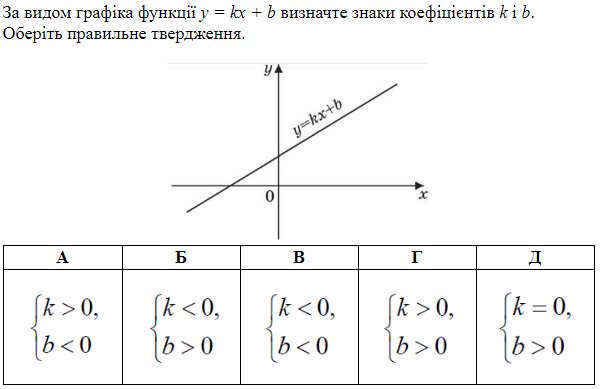 За видом графіка функції y = kx + b визначте знаки коефіцієнтів k і b.
Оберіть правильне твердження.
y
y=kx+b
0
x
А Б В Г Д
{k > 0, {k < 0, {k < 0, {k > 0, {k = 0,
b < 0 b > 0 b < 0 b > 0 b > 0